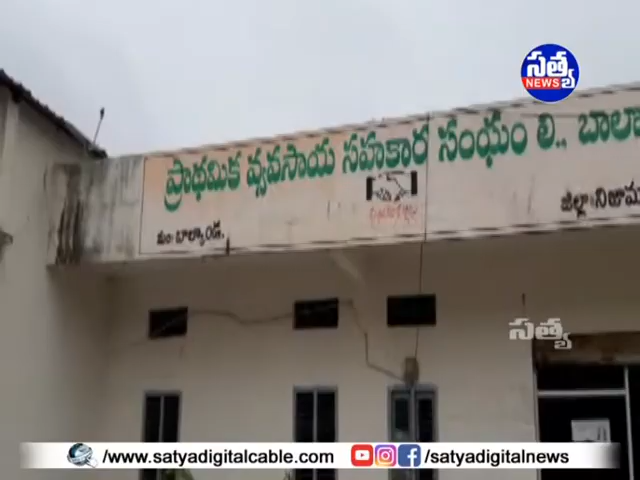 సత్య
NEWS
ప్రాథమిక వ్యవసాయ సహకార సంఘం లి., బాలా
మం: బాల్కొండ.
జిల్లా నిజామ
సత్య
/www.satyadigitalcable.com
/satyadigitalnews